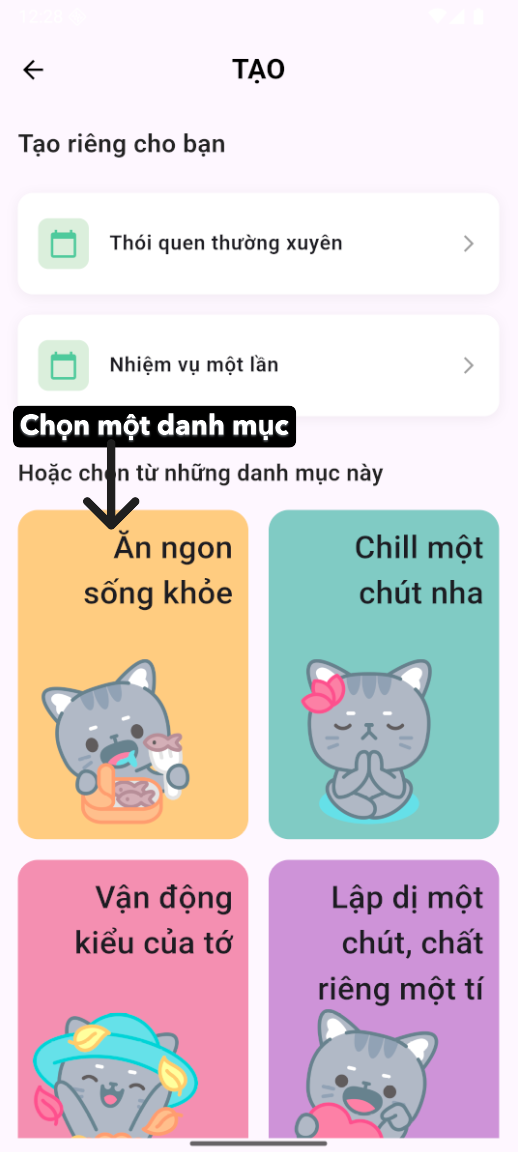 12:28
TẠO
Tạo riêng cho bạn
Thói quen thường xuyên
Nhiệm vụ một lần
Chọn một danh mục
Hoặc chọn từ những danh mục này
Ăn ngon
sống khỏe
Chill một
chút nha
Vận động
kiểu của tớ
Lập dị một
chút, chất
riêng một tí